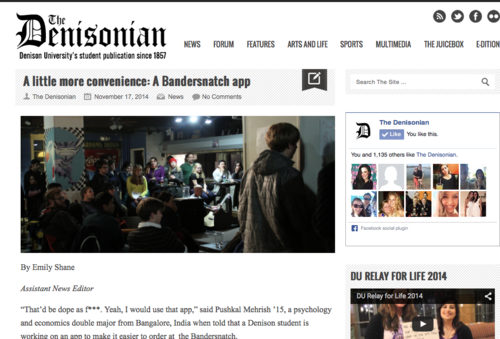 The
Denisonian
Denison University's student publication since 1857
NEWS FORUM FEATURES ARTS AND LIFE SPORTS MULTIMEDIA THE JUICEBOX E-EDITION
A little more convenience: A Bandersnatch app
The Denisonian November 17, 2014 News No Comments
Search The Site ...
The Denisonian
Like You like this.
You and 1,135 others like The Denisonian.
Facebook social plugin
By Emily Shane
Assistant News Editor
"That'd be dope as f***. Yeah, I would use that app," said Pushkal Mehrish '15, a psychology
and economics double major from Bangalore, India when told that a Denison student is
working on an app to make it easier to order at the Bandersnatch.
DU RELAY FOR LIFE 2014
DU Relay for Life 2014